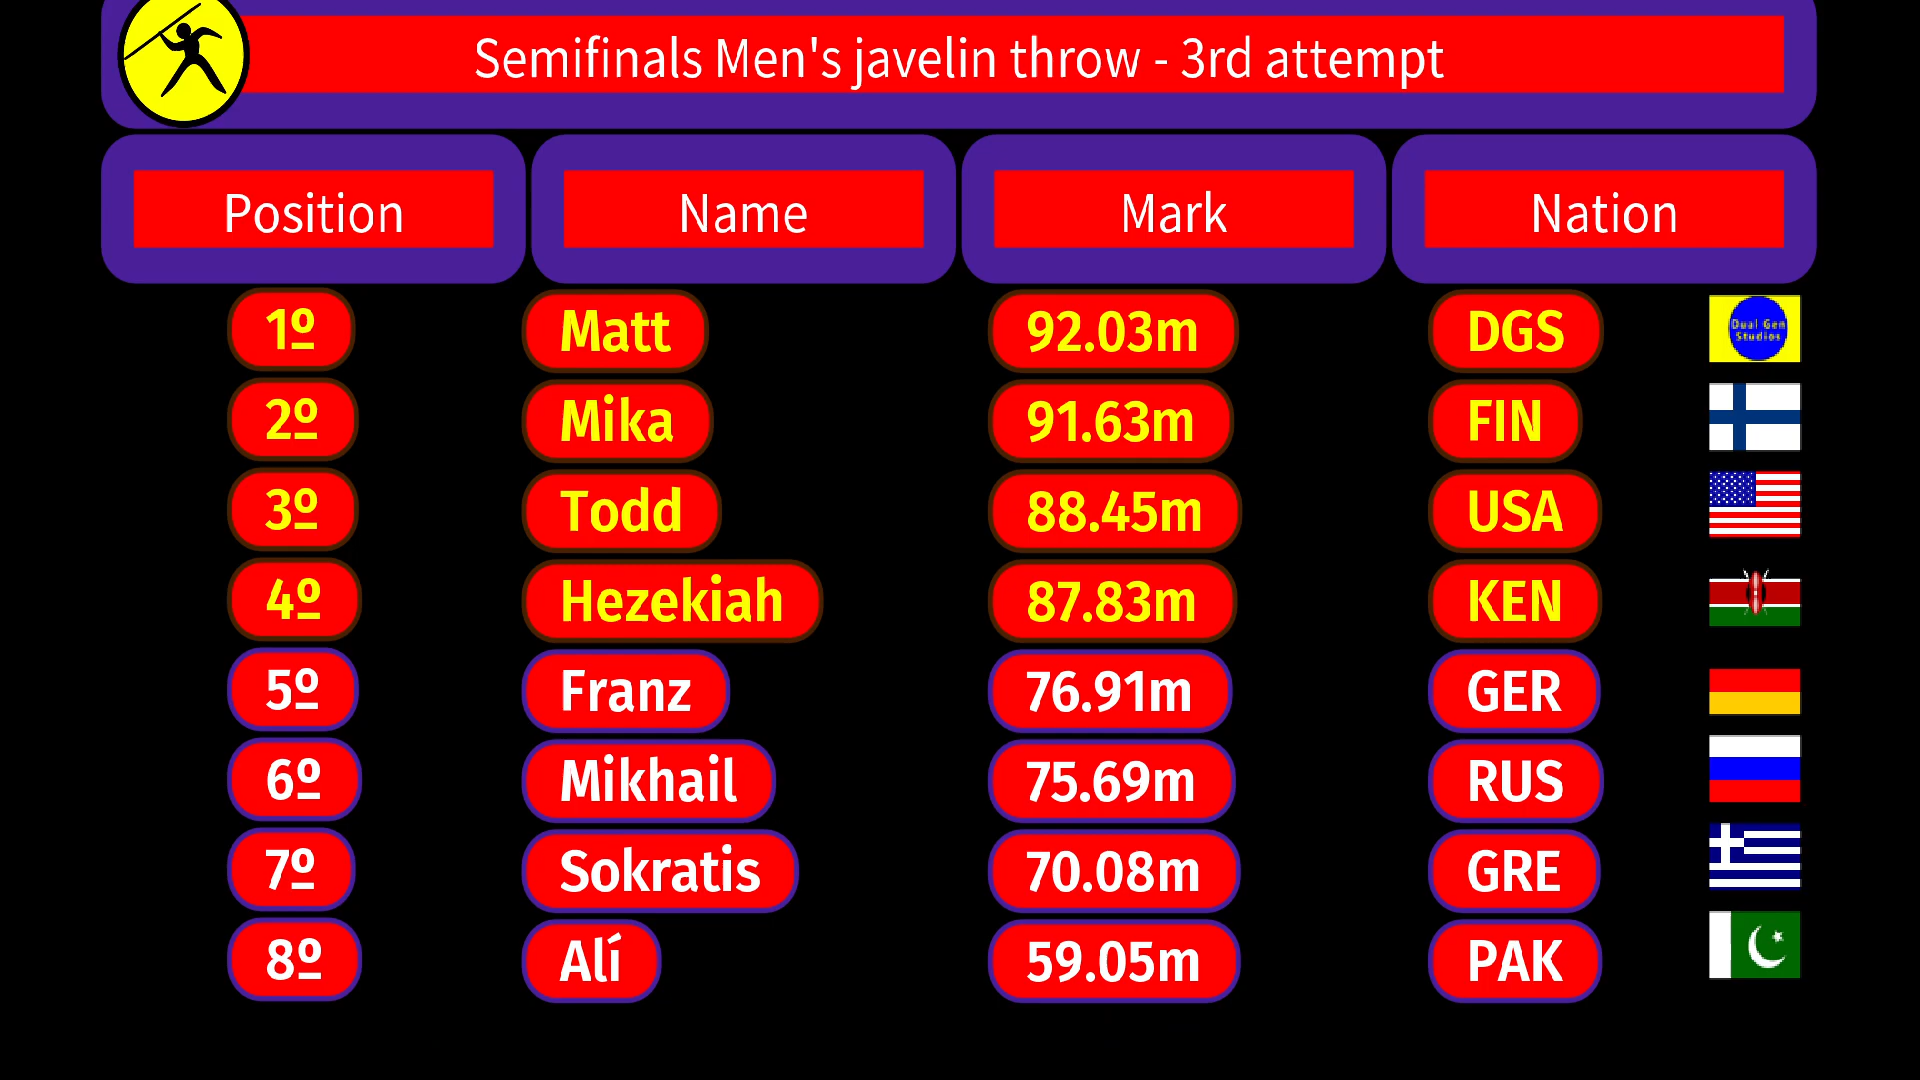 Semifinals Men's javelin throw - 3rd attempt
Position Name Mark Nation
1º Matt 92.03m DGS Dual Gen Studios
2º Mika 91.63m FIN
3º Todd 88.45m USA
4º Hezekiah 87.83m KEN
5º Franz 76.91m GER
6º Mikhail 75.69m RUS
7º Sokratis 70.08m GRE
8º Alí 59.05m PAK